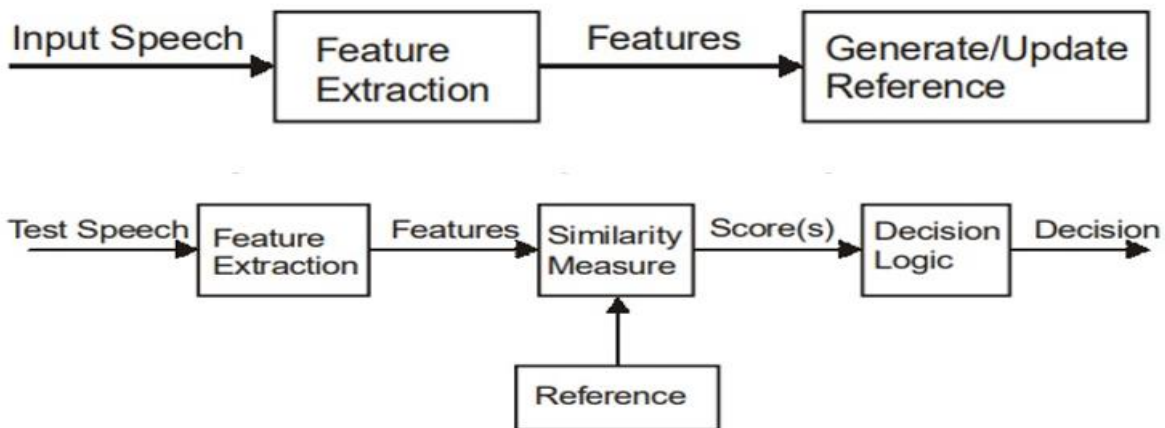 Input Speech
Feature
Extraction
Features
Generate/Update
Reference
Test Speech
Feature
Extraction
Features
Similarity
Measure
Score(s)
Decision
Logic
Decision
Reference